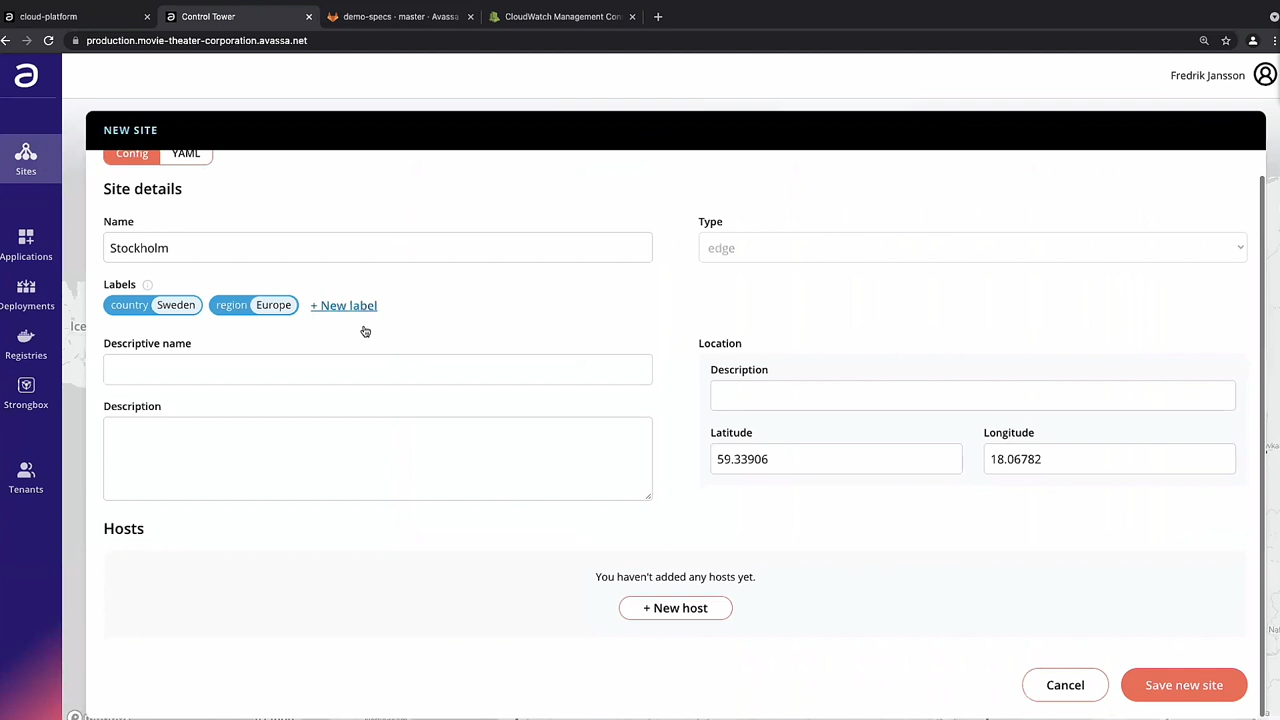 cloud-platform
Control Tower
demo-specs · master · Avassa
CloudWatch Management Con
production.movie-theater-corporation.avassa.net
Fredrik Jansson
Sites
Applications
Deployments
Registries
Strongbox
Tenants
Ice
NEW SITE
Config YAML
Site details
Name
Stockholm
Type
edge
Labels
country Sweden region Europe + New label
Descriptive name
Description
Location
Description
Latitude
59.33906
Longitude
18.06782
Hosts
You haven't added any hosts yet.
+ New host
Cancel Save new site